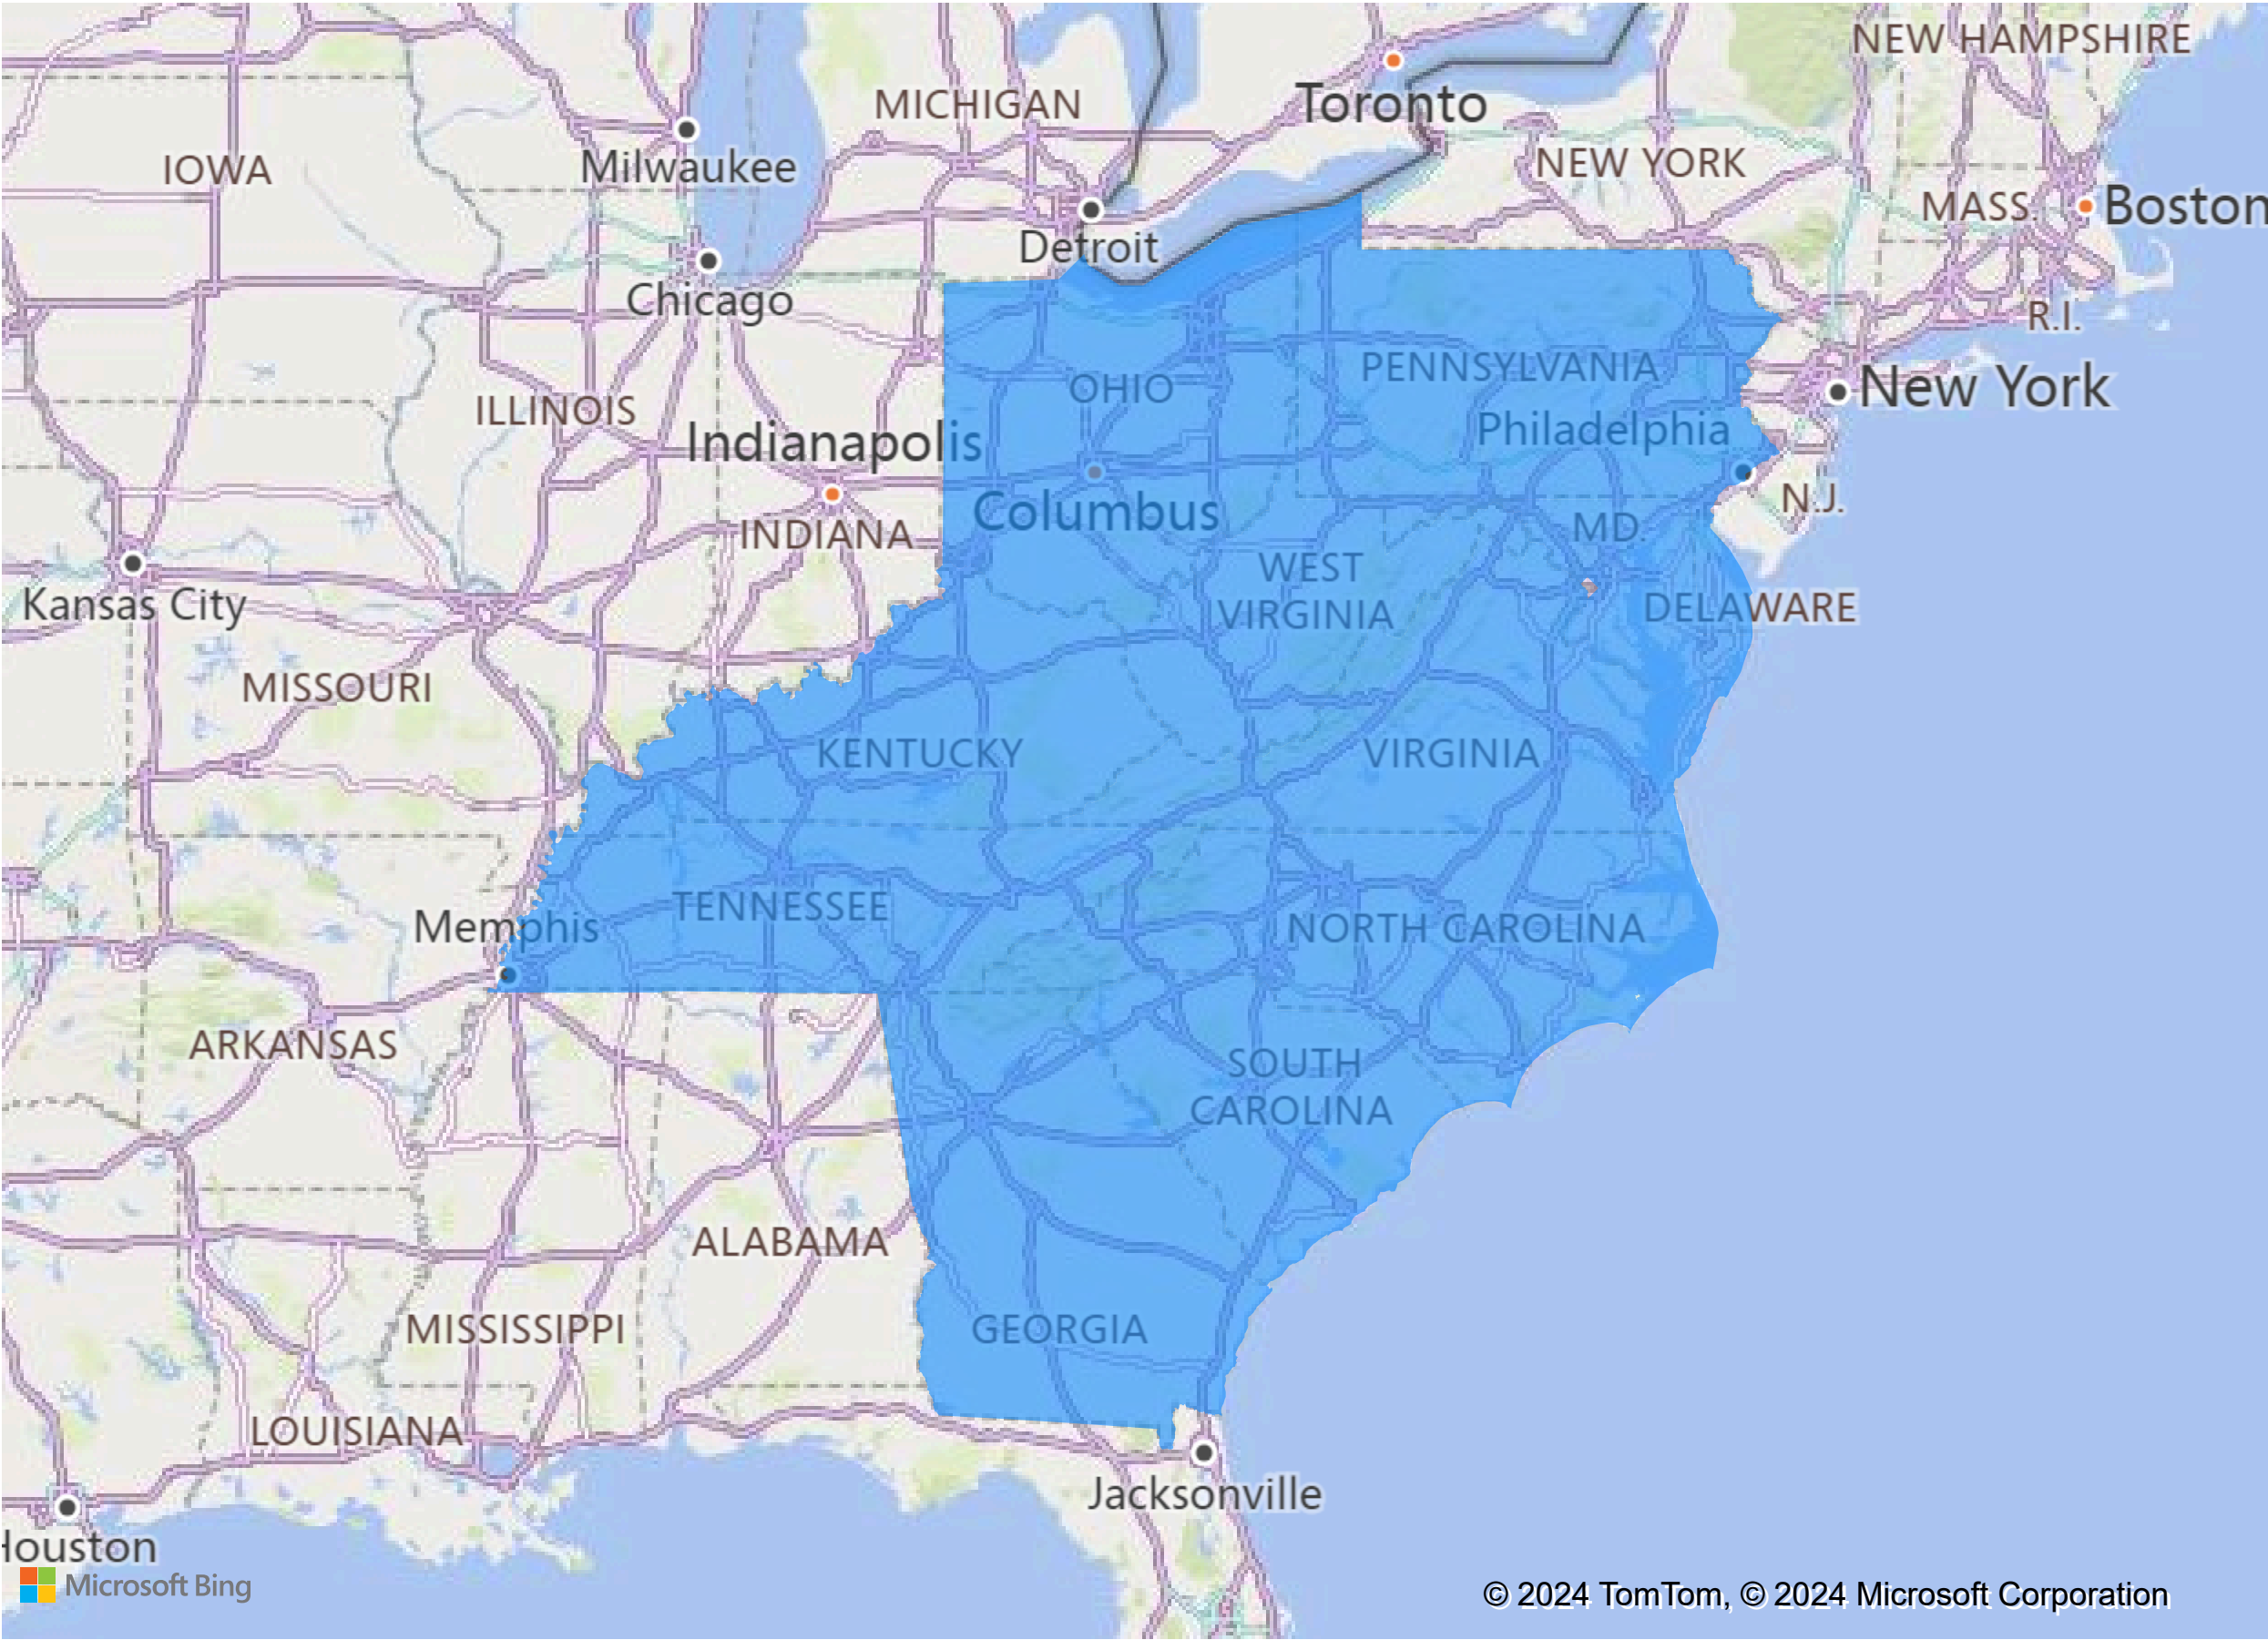 NEW HAMPSHIRE
MICHIGAN
Toronto
IOWA
Milwaukee
NEW YORK
MASS.
Boston
Detroit
Chicago
R.I.
OHIO
PENNSYLVANIA
New York
ILLINOIS
Indianapolis
Philadelphia
Columbus
N.J.
INDIANA
MD.
WEST
VIRGINIA
Kansas City
DELAWARE
MISSOURI
KENTUCKY
VIRGINIA
Memphis
TENNESSEE
NORTH CAROLINA
ARKANSAS
SOUTH
CAROLINA
ALABAMA
MISSISSIPPI
GEORGIA
LOUISIANA
Jacksonville
Houston
Microsoft Bing
© 2024 TomTom, © 2024 Microsoft Corporation